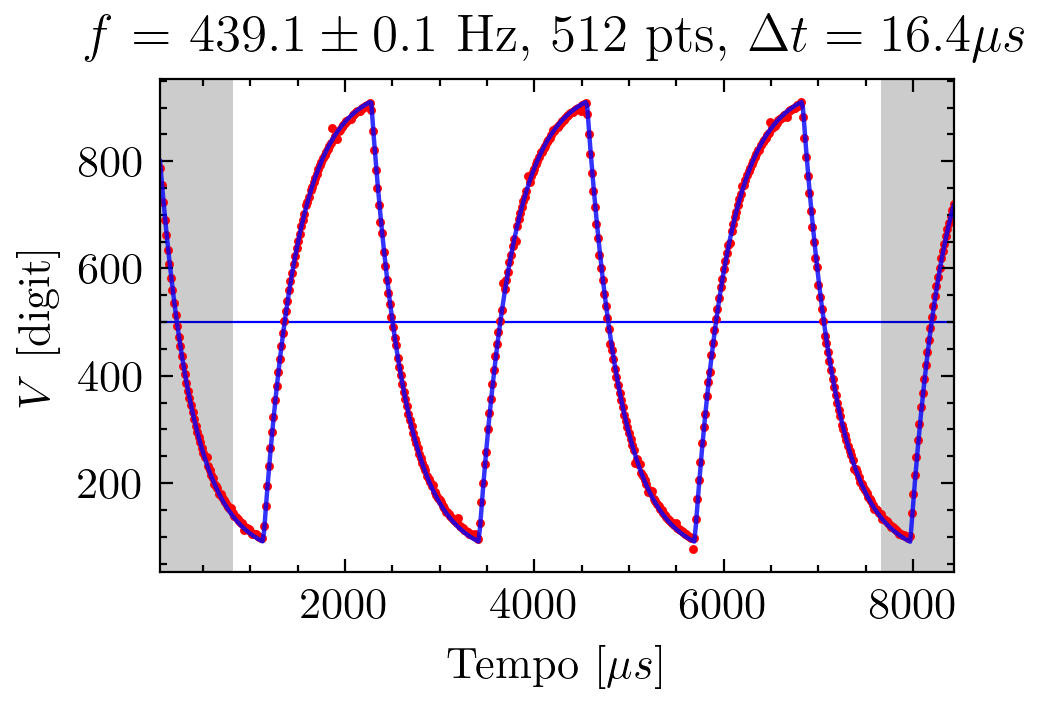 f = 439.1 ± 0.1 Hz, 512 pts, Δt = 16.4μs
800
600
400
200
V [digit]
2000 4000 6000 8000
Tempo [μs]